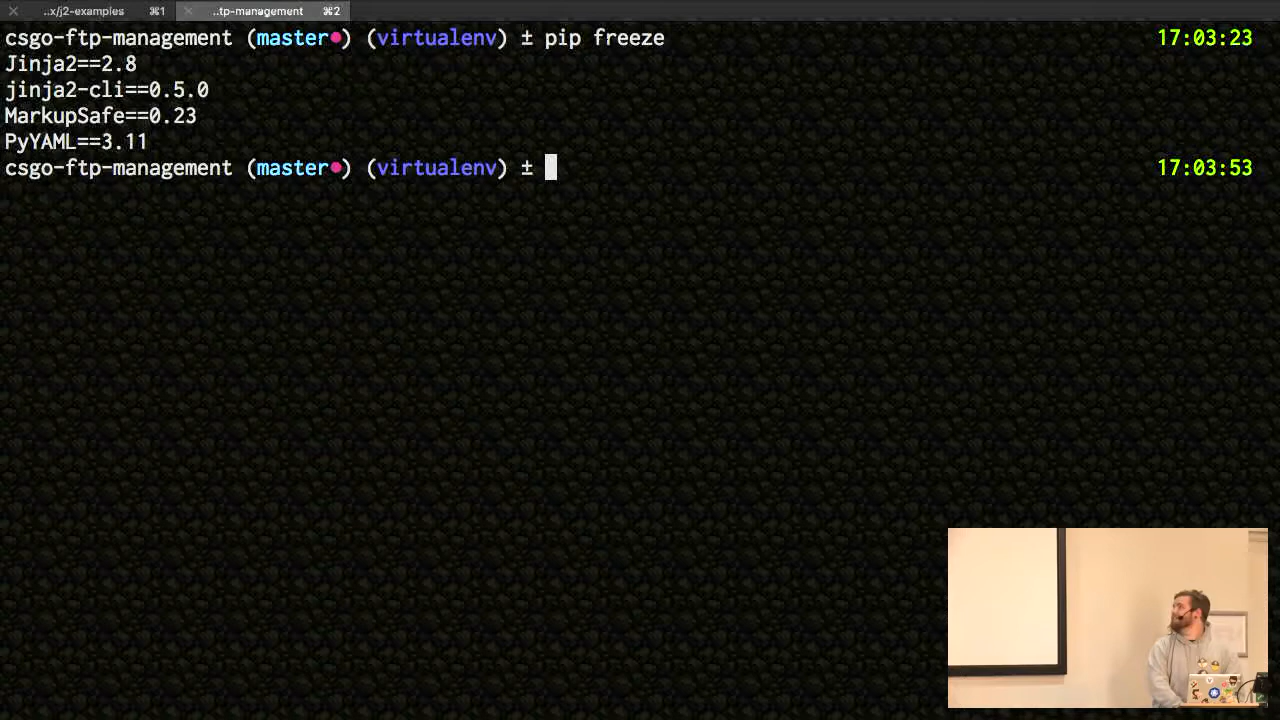 ..x/j2-examples ⌘1 ..tp-management ⌘2
csgo-ftp-management (master●) (virtualenv) ± pip freeze 17:03:23
Jinja2==2.8
jinja2-cli==0.5.0
MarkupSafe==0.23
PyYAML==3.11
csgo-ftp-management (master●) (virtualenv) ± 17:03:53